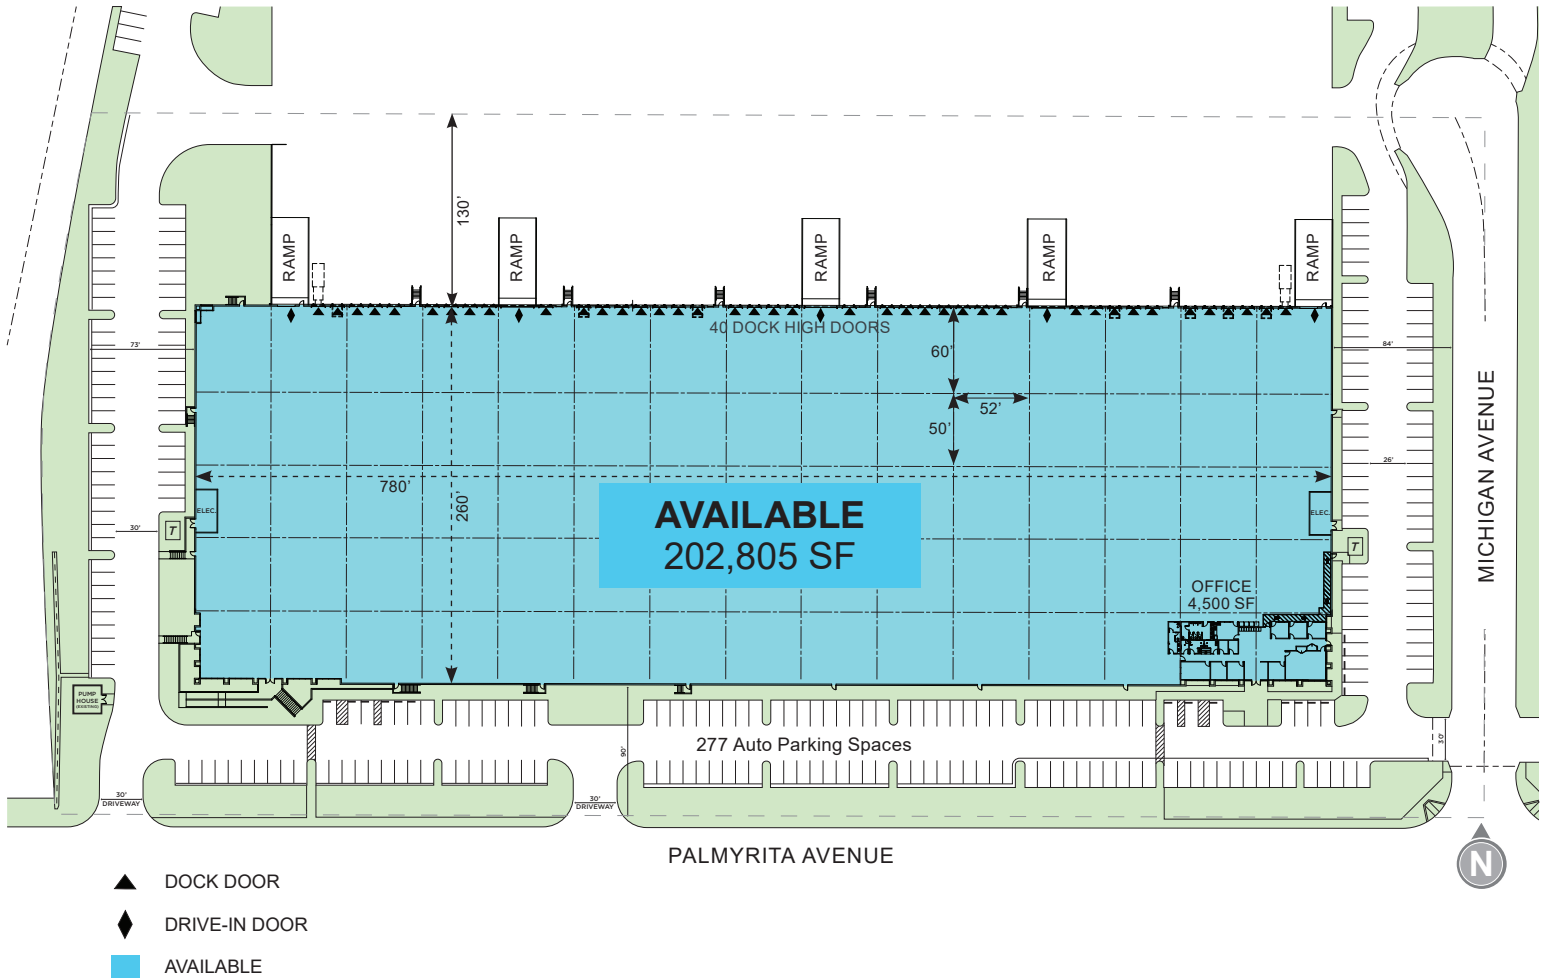 130'
RAMP
RAMP
RAMP
RAMP
RAMP
40 DOCK HIGH DOORS
73'
60'
84'
52'
50'
MICHIGAN AVENUE
26'
780'
260'
ELEC.
ELEC.
AVAILABLE
202,805 SF
30'
T
T
OFFICE
4,500 SF
PUMP
HOUSE
(EXISTING)
277 Auto Parking Spaces
90'
30'
30'
DRIVEWAY
30'
DRIVEWAY
PALMYRITA AVENUE
N
DOCK DOOR
DRIVE-IN DOOR
AVAILABLE